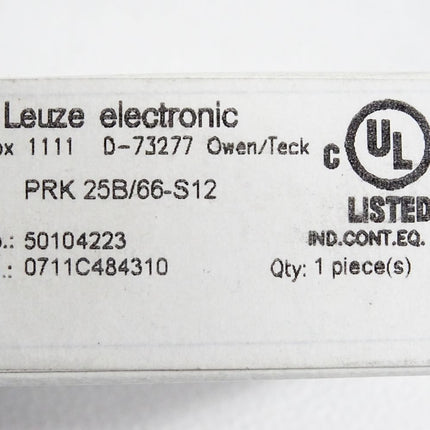 Leuze electronic
ox 1111 D-73277 Owen/Teck
PRK 25B/66-S12
o.: 50104223
.: 0711C484310
C UL
LISTED
IND.CONT.EQ.
Qty: 1 piece(s)